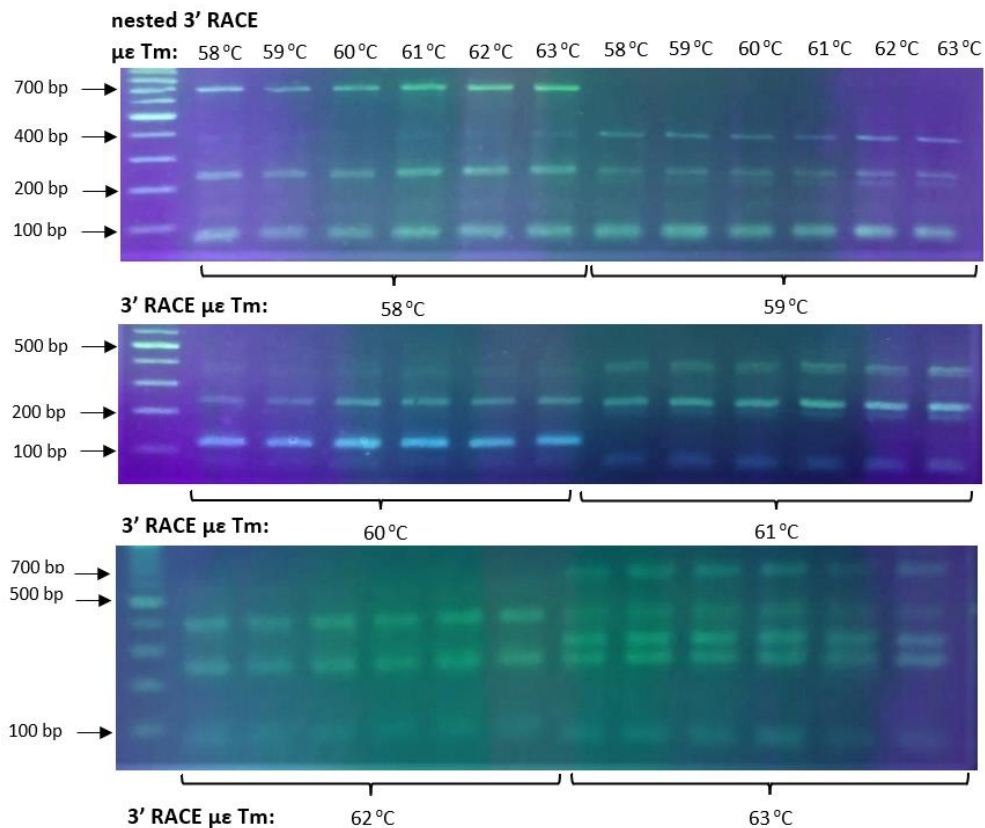 nested 3’ RACE
με Tm: 58 °C 59 °C 60 °C 61 °C 62 °C 63 °C 58 °C 59 °C 60 °C 61 °C 62 °C 63 °C
700 bp
400 bp
200 bp
100 bp
3’ RACE με Tm: 58 °C 59 °C
500 bp
200 bp
100 bp
3’ RACE με Tm: 60 °C 61 °C
700 bp
500 bp
100 bp
3’ RACE με Tm: 62 °C 63 °C